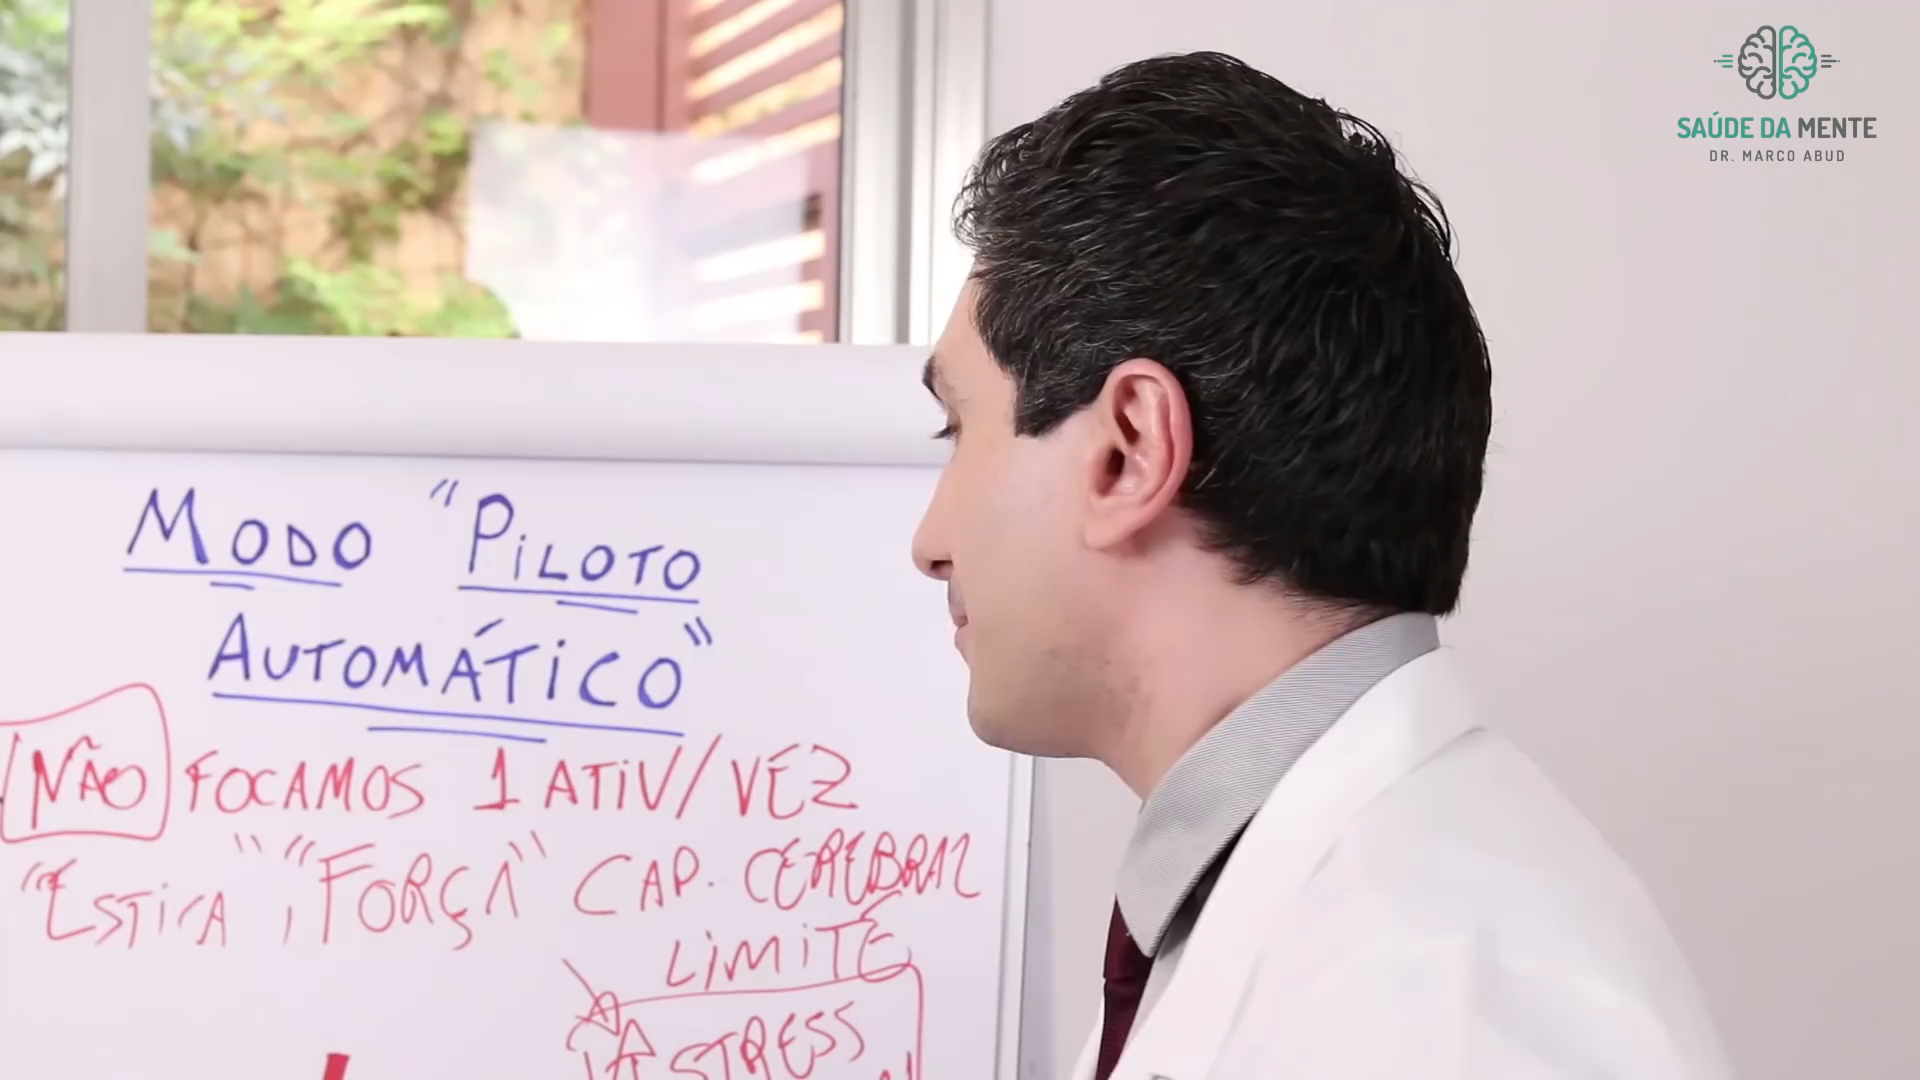 SAÚDE DA MENTE
DR. MARCO ABUD
MODO "PILOTO
AUTOMÁTICO"
NÃO FOCAMOS 1 ATIV/VEZ
"ESTICA", "FORÇA" CAP. CEREBRAL
LIMITE
STRESS